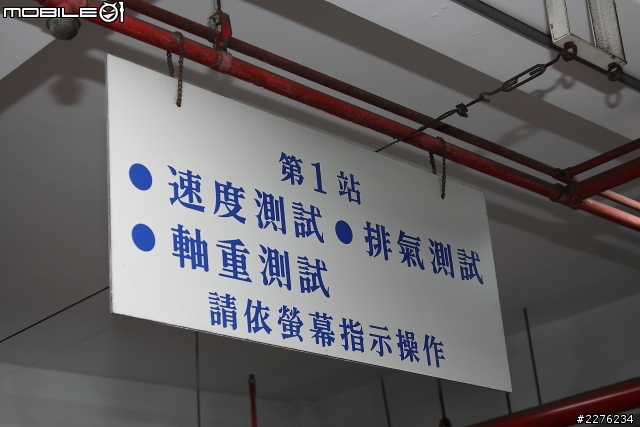 MOBILE01
第1站
●速度測試●排氣測試
●軸重測試
請依螢幕指示操作
#2276234